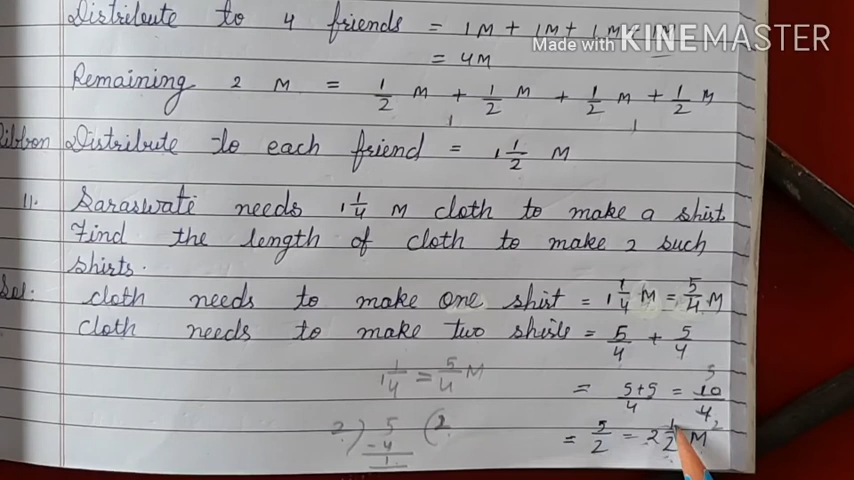 Distribute to 4 friends = 1M + 1M + 1M +
Made with KINEMASTER
= 4M
Remaining 2 M = 1/2 M + 1/2 M + 1/2 M + 1/2 M
Ribbon Distribute to each friend = 1 1/2 M
11. Saraswati needs 1 1/4 M cloth to make a shirt
Find the length of cloth to make 2 such
shirts.
Sol. cloth needs to make one shirt = 1 1/4 M = 5/4 M
cloth needs to make two shirts = 5/4 + 5/4
1 1/4 = 5/4 M
= 5+5/4 = 10/4 5 2
2) 5 (2
-4
1
= 5/2 = 2 1/2 M